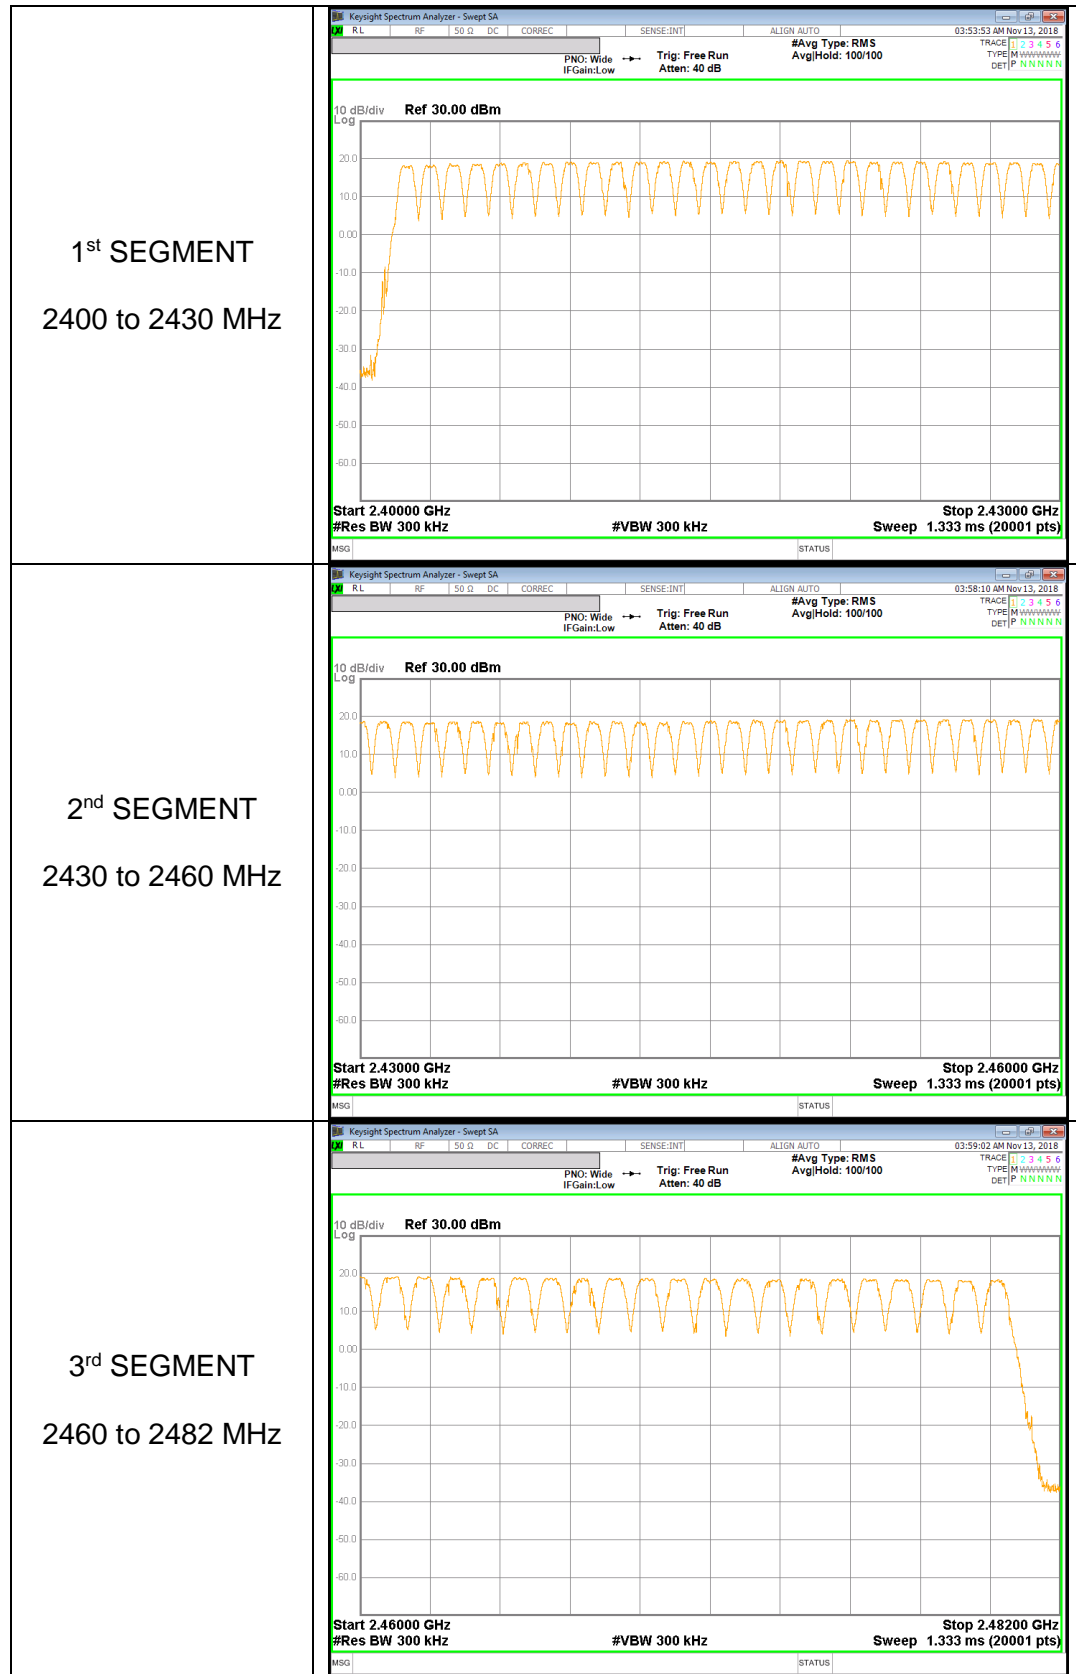 1st SEGMENT
2400 to 2430 MHz
Keysight Spectrum Analyzer - Swept SA
RL RF 50 Ω DC CORREC SENSE:INT ALIGN AUTO 03:53:53 AM Nov 13, 2018
#Avg Type: RMS TRACE 1 2 3 4 5 6
PNO: Wide Trig: Free Run Avg|Hold: 100/100 TYPE M WWWWW
IFGain:Low Atten: 40 dB DET P N N N N N
10 dB/div Ref 30.00 dBm
Log
20.0
10.0
0.00
-10.0
-20.0
-30.0
-40.0
-50.0
-60.0
Start 2.40000 GHz Stop 2.43000 GHz
#Res BW 300 kHz #VBW 300 kHz Sweep 1.333 ms (20001 pts)
MSG STATUS
2nd SEGMENT
2430 to 2460 MHz
Keysight Spectrum Analyzer - Swept SA
RL RF 50 Ω DC CORREC SENSE:INT ALIGN AUTO 03:58:10 AM Nov 13, 2018
#Avg Type: RMS TRACE 1 2 3 4 5 6
PNO: Wide Trig: Free Run Avg|Hold: 100/100 TYPE M WWWWW
IFGain:Low Atten: 40 dB DET P N N N N N
10 dB/div Ref 30.00 dBm
Log
20.0
10.0
0.00
-10.0
-20.0
-30.0
-40.0
-50.0
-60.0
Start 2.43000 GHz Stop 2.46000 GHz
#Res BW 300 kHz #VBW 300 kHz Sweep 1.333 ms (20001 pts)
MSG STATUS
3rd SEGMENT
2460 to 2482 MHz
Keysight Spectrum Analyzer - Swept SA
RL RF 50 Ω DC CORREC SENSE:INT ALIGN AUTO 03:59:02 AM Nov 13, 2018
#Avg Type: RMS TRACE 1 2 3 4 5 6
PNO: Wide Trig: Free Run Avg|Hold: 100/100 TYPE M WWWWW
IFGain:Low Atten: 40 dB DET P N N N N N
10 dB/div Ref 30.00 dBm
Log
20.0
10.0
0.00
-10.0
-20.0
-30.0
-40.0
-50.0
-60.0
Start 2.46000 GHz Stop 2.48200 GHz
#Res BW 300 kHz #VBW 300 kHz Sweep 1.333 ms (20001 pts)
MSG STATUS